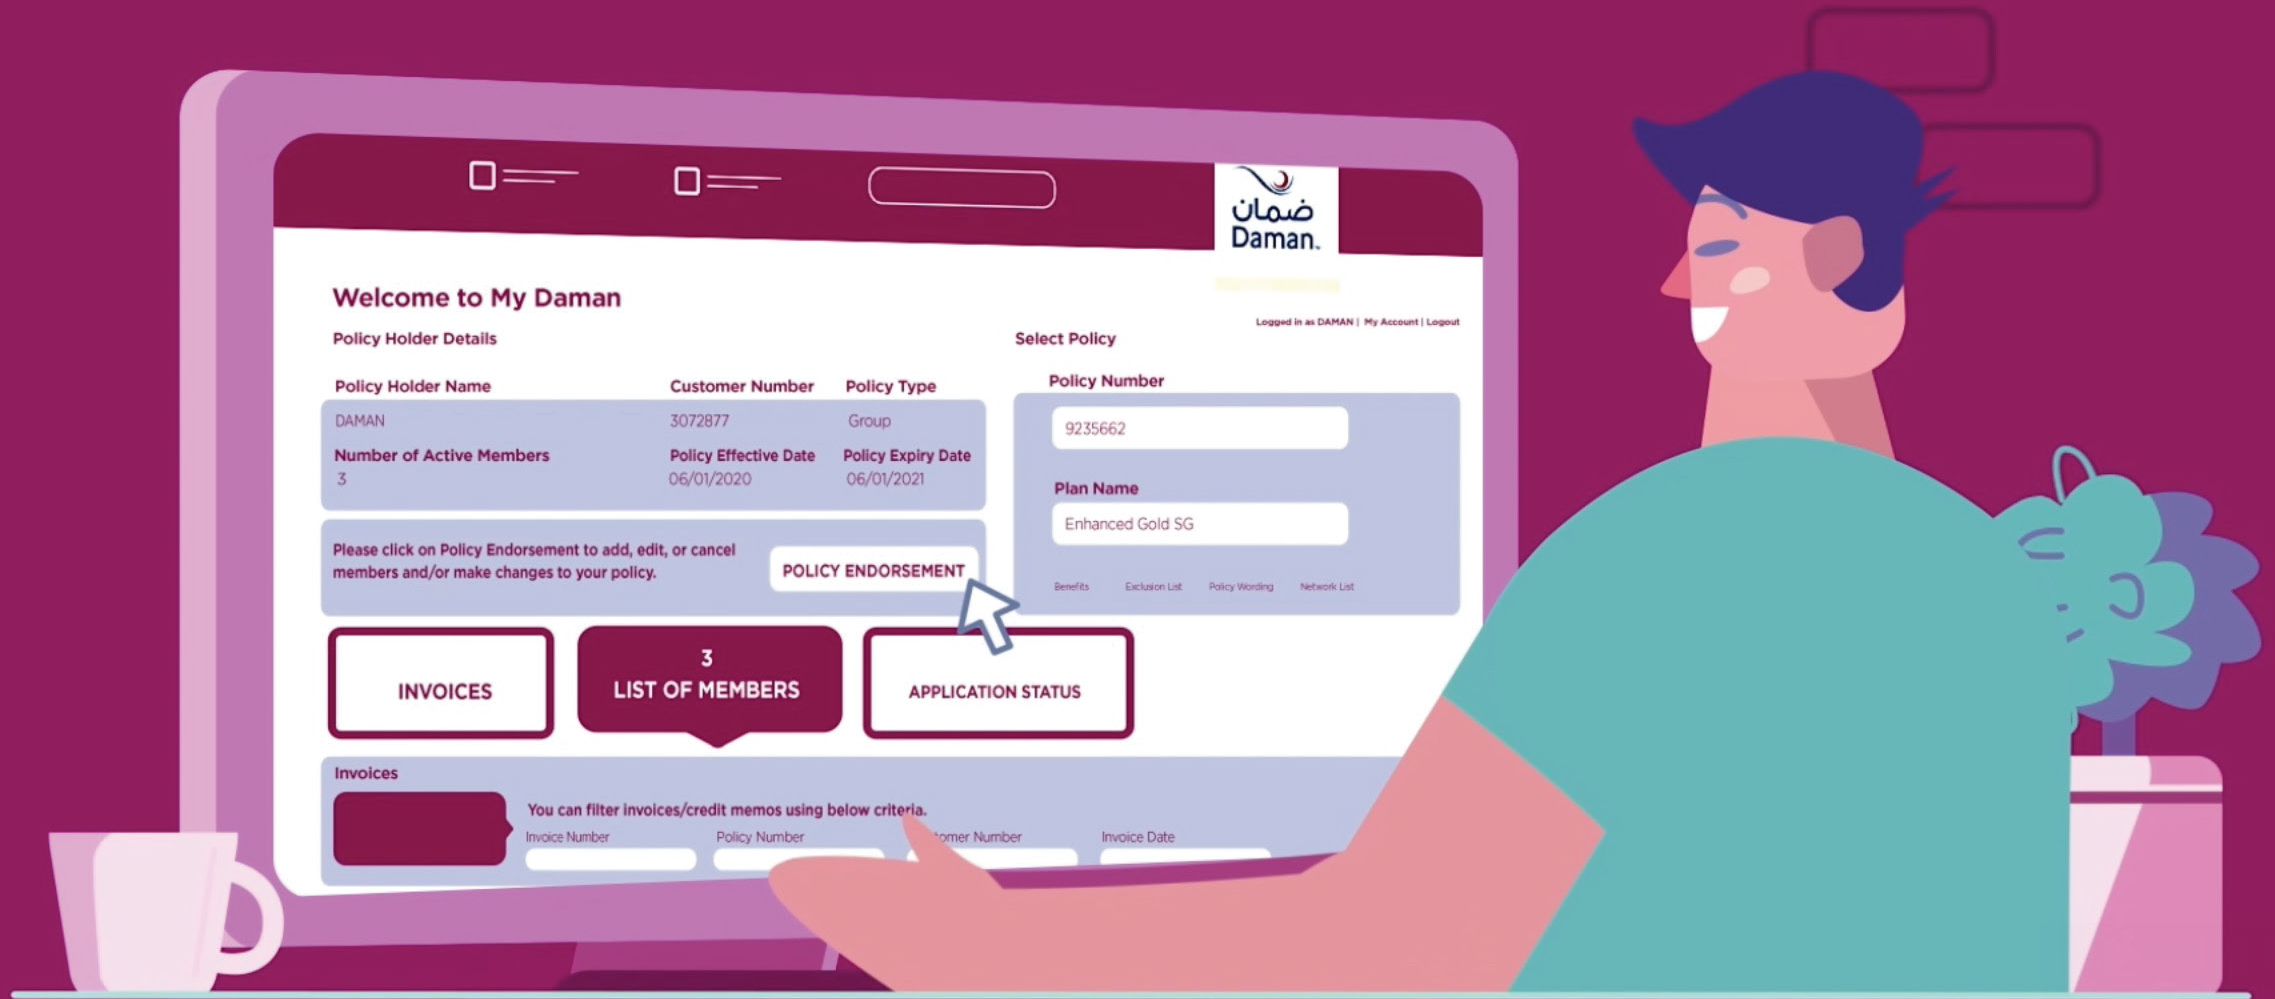 ضمان
Daman
Welcome to My Daman
Logged in as DAMAN | My Account | Logout
Policy Holder Details
Select Policy
Policy Holder Name
Customer Number
Policy Type
Policy Number
DAMAN
3072877
Group
9235662
Number of Active Members
Policy Effective Date
Policy Expiry Date
3
06/01/2020
06/01/2021
Plan Name
Enhanced Gold SG
Please click on Policy Endorsement to add, edit, or cancel
members and/or make changes to your policy.
POLICY ENDORSEMENT
Benefits
Exclusion List
Policy Wording
Network List
INVOICES
3
LIST OF MEMBERS
APPLICATION STATUS
Invoices
You can filter invoices/credit memos using below criteria.
Invoice Number
Policy Number
tomer Number
Invoice Date